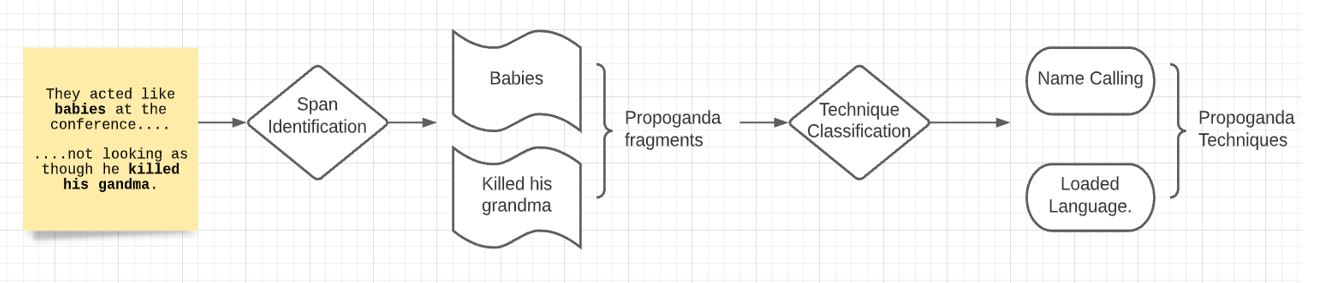 They acted like
babies at the
conference....
....not looking as
though he killed
his gandma.
Span
Identification
Babies
Killed his
grandma
Propoganda
fragments
Technique
Classification
Name Calling
Loaded
Language.
Propoganda
Techniques